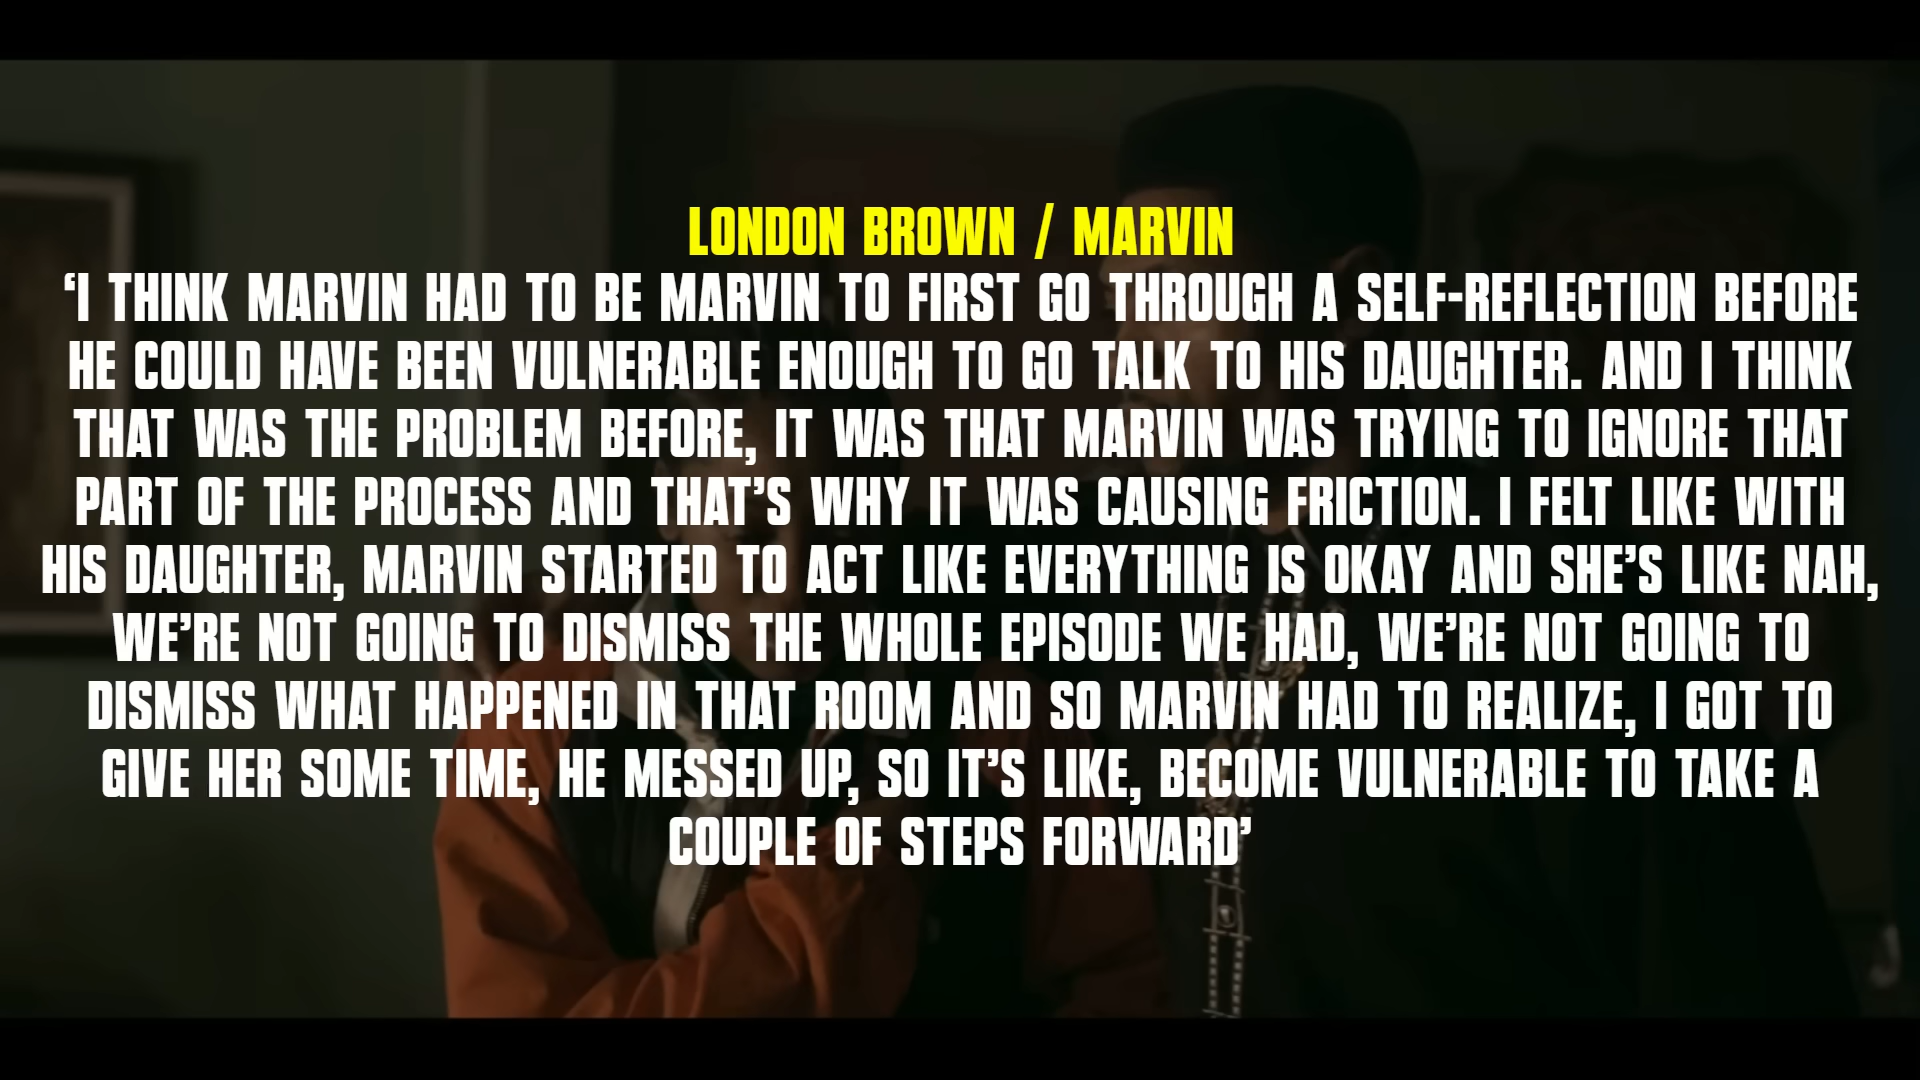 LONDON BROWN / MARVIN
‘I THINK MARVIN HAD TO BE MARVIN TO FIRST GO THROUGH A SELF-REFLECTION BEFORE
HE COULD HAVE BEEN VULNERABLE ENOUGH TO GO TALK TO HIS DAUGHTER. AND I THINK
THAT WAS THE PROBLEM BEFORE, IT WAS THAT MARVIN WAS TRYING TO IGNORE THAT
PART OF THE PROCESS AND THAT’S WHY IT WAS CAUSING FRICTION. I FELT LIKE WITH
HIS DAUGHTER, MARVIN STARTED TO ACT LIKE EVERYTHING IS OKAY AND SHE’S LIKE NAH,
WE’RE NOT GOING TO DISMISS THE WHOLE EPISODE WE HAD, WE’RE NOT GOING TO
DISMISS WHAT HAPPENED IN THAT ROOM AND SO MARVIN HAD TO REALIZE, I GOT TO
GIVE HER SOME TIME, HE MESSED UP, SO IT’S LIKE, BECOME VULNERABLE TO TAKE A
COUPLE OF STEPS FORWARD’